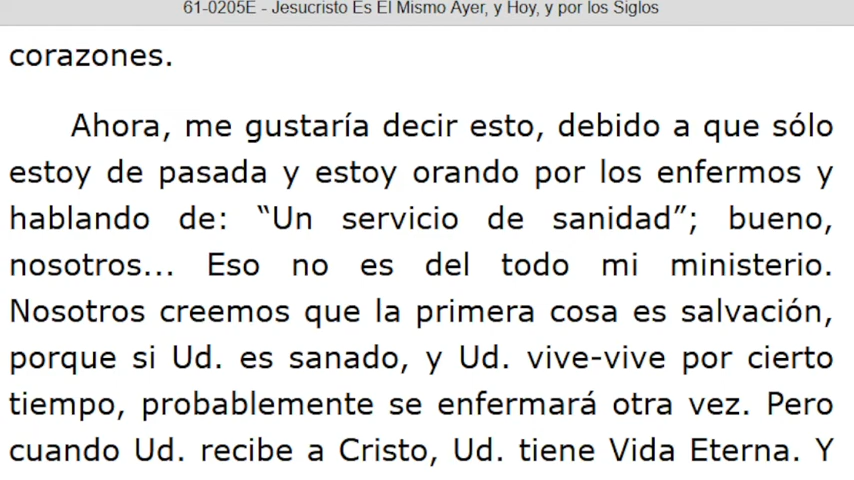 61-0205E - Jesucristo Es El Mismo Ayer, y Hoy, y por los Siglos
corazones.
Ahora, me gustaría decir esto, debido a que sólo
estoy de pasada y estoy orando por los enfermos y
hablando de: “Un servicio de sanidad”; bueno,
nosotros... Eso no es del todo mi ministerio.
Nosotros creemos que la primera cosa es salvación,
porque si Ud. es sanado, y Ud. vive-vive por cierto
tiempo, probablemente se enfermará otra vez. Pero
cuando Ud. recibe a Cristo, Ud. tiene Vida Eterna. Y